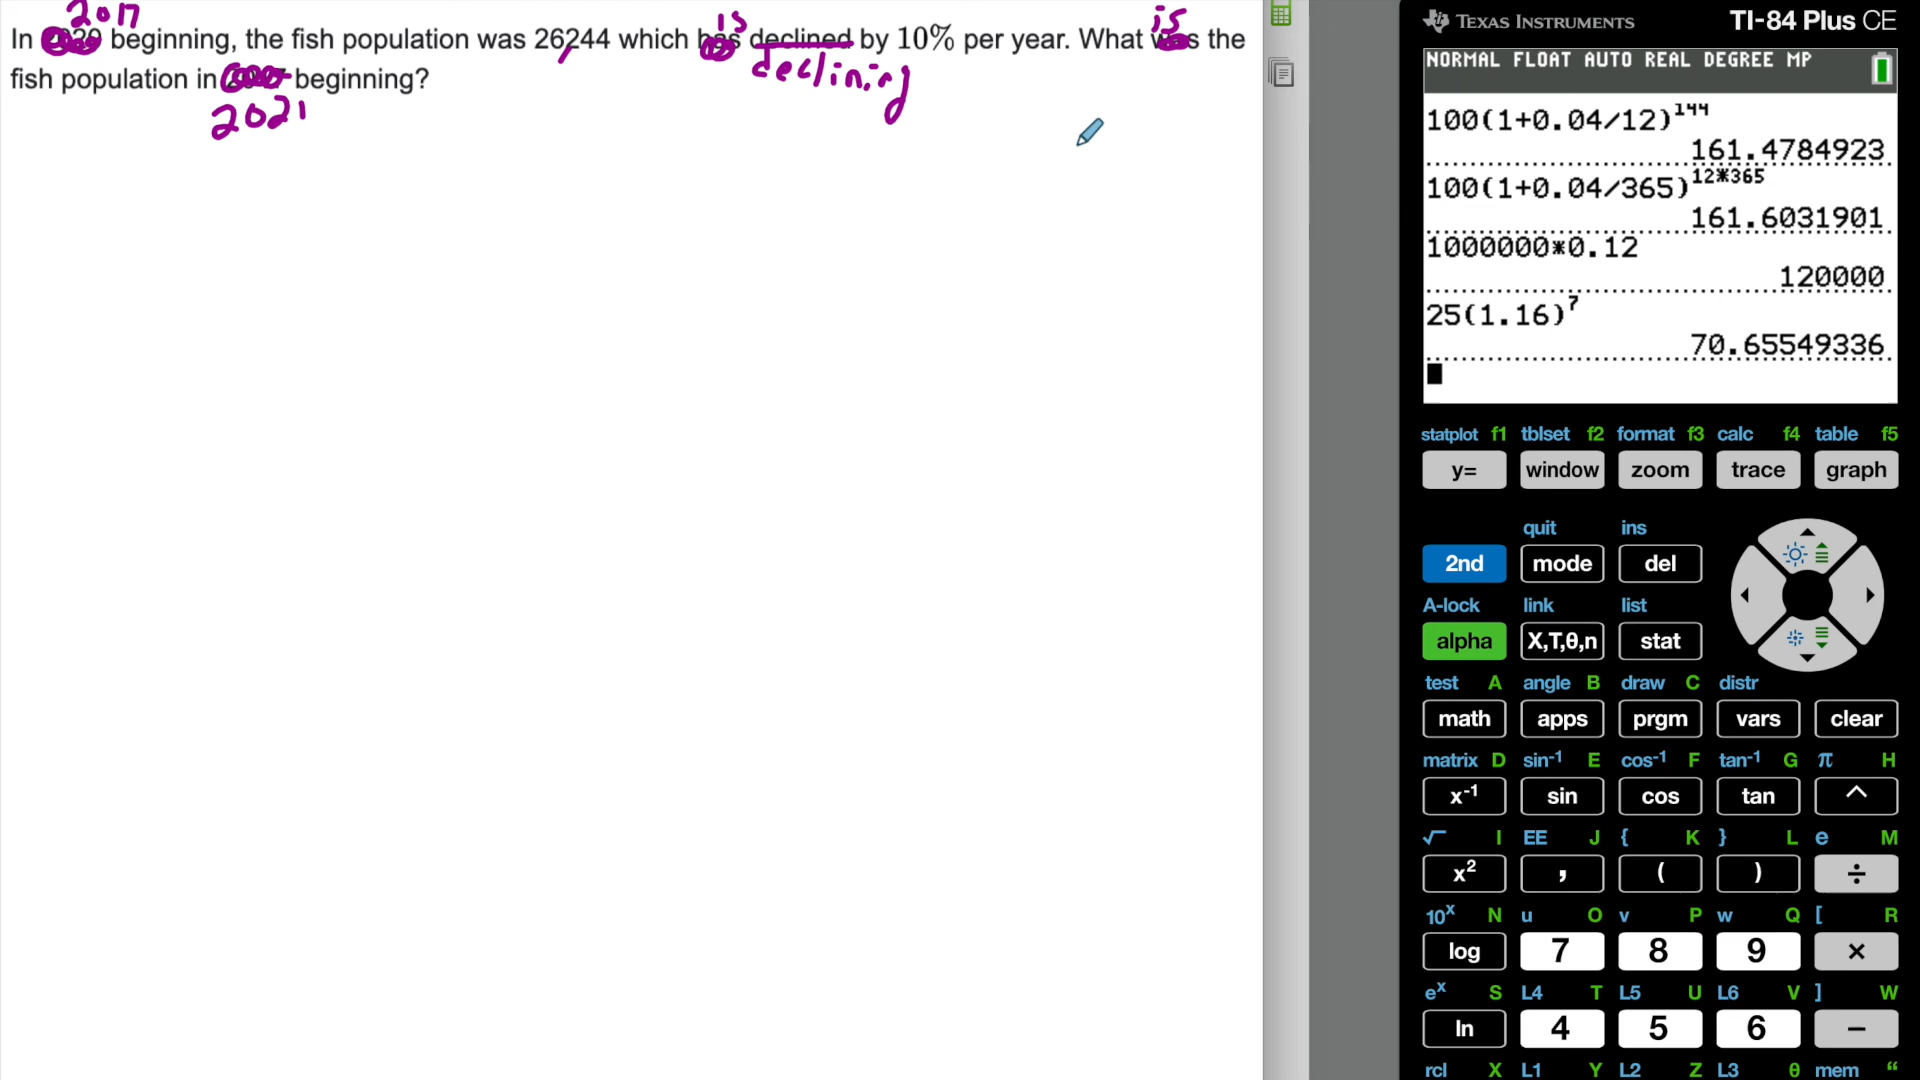 2017 is is
In beginning, the fish population was 26,244 which declined by 10% per year. What the
declining
fish population in beginning?
2021
TEXAS INSTRUMENTS TI-84 Plus CE
NORMAL FLOAT AUTO REAL DEGREE MP
100(1+0.04/12)^144
161.4784923
100(1+0.04/365)^12*365
161.6031901
1000000*0.12
120000
25(1.16)^7
70.65549336
statplot f1 tblset f2 format f3 calc f4 table f5
y= window zoom trace graph
quit ins
2nd mode del
A-lock link list
alpha X,T,θ,n stat
test A angle B draw C distr
math apps prgm vars clear
matrix D sin⁻¹ E cos⁻¹ F tan⁻¹ G π H
x⁻¹ sin cos tan ^
√ I EE J { K } L e M
x² , ( ) ÷
10ˣ N u O v P w Q [ R
log 7 8 9 ×
eˣ S L4 T L5 U L6 V ] W
ln 4 5 6 −
rcl X L1 Y L2 Z L3 θ mem “